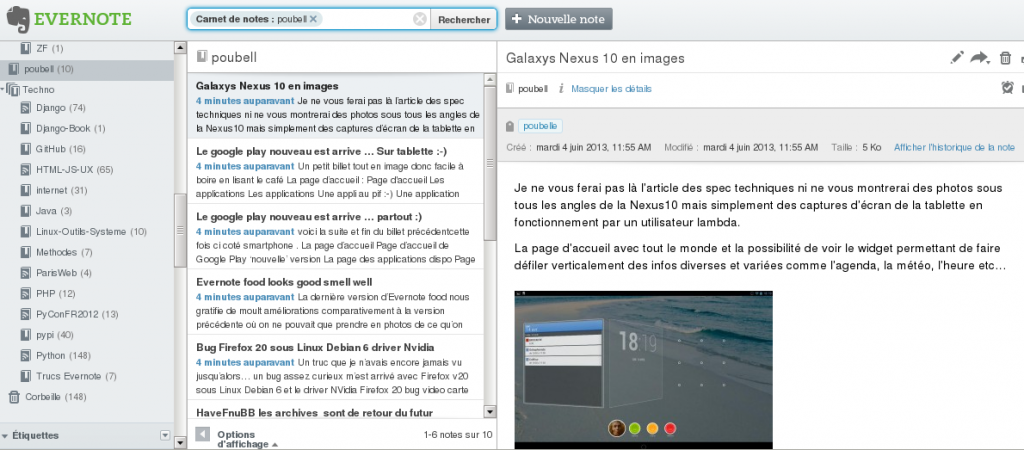 EVERNOTE
Carnet de notes : poubell ×
Rechercher
+ Nouvelle note
ZF (1)
poubell (10)
Techno
Django (74)
Django-Book (1)
GitHub (16)
HTML-JS-UX (65)
internet (31)
Java (3)
Linux-Outils-Systeme (10)
Methodes (7)
ParisWeb (4)
PHP (12)
PyConFR2012 (13)
pypi (40)
Python (148)
Trucs Evernote (7)
Corbeille (148)
Étiquettes
poubell
Galaxys Nexus 10 en images
4 minutes auparavant Je ne vous ferai pas là l'article des spec
techniques ni ne vous montrerai des photos sous tous les angles de
la Nexus10 mais simplement des captures d'écran de la tablette en
Le google play nouveau est arrive ... Sur tablette :-)
4 minutes auparavant Un petit billet tout en image donc facile à
boire en lisant le café La page d'accueil : Page d'accueil Les
applications Les applications Une appli au pif :-) Une application
Le google play nouveau est arrive ... partout :)
4 minutes auparavant voici la suite et fin du billet précédentcette
fois ci coté smartphone . La page d'accueil Page d'accueil de
Google Play 'nouvelle' version La page des applications dispo Page
Evernote food looks good smell well
4 minutes auparavant La dernière version d'Evernote food nous
gratifie de moult améliorations comparativement à la version
précédente où on ne pouvait que prendre en photos de ce qu'on
Bug Firefox 20 sous Linux Debian 6 driver Nvidia
4 minutes auparavant Un truc que je n'avais encore jamais vu
jusqu'alors... un bug assez curieux m'est arrivé avec Firefox v20
sous Linux Debian 6 et le driver NVidia Firefox 20 bug video carte
HaveFnuBB les archives sont de retour du futur
Options
d'affichage
1-6 notes sur 10
Galaxys Nexus 10 en images
poubell
i Masquer les détails
poubelle
Créé : mardi 4 juin 2013, 11:55 AM Modifié : mardi 4 juin 2013, 11:55 AM Taille : 5 Ko Afficher l'historique de la note
Je ne vous ferai pas là l'article des spec techniques ni ne vous montrerai des photos sous
tous les angles de la Nexus10 mais simplement des captures d'écran de la tablette en
fonctionnement par un utilisateur lambda.
La page d'accueil avec tout le monde et la possibilité de voir le widget permettant de faire
défiler verticalement des infos diverses et variées comme l'agenda, la météo, l'heure etc...
18 19